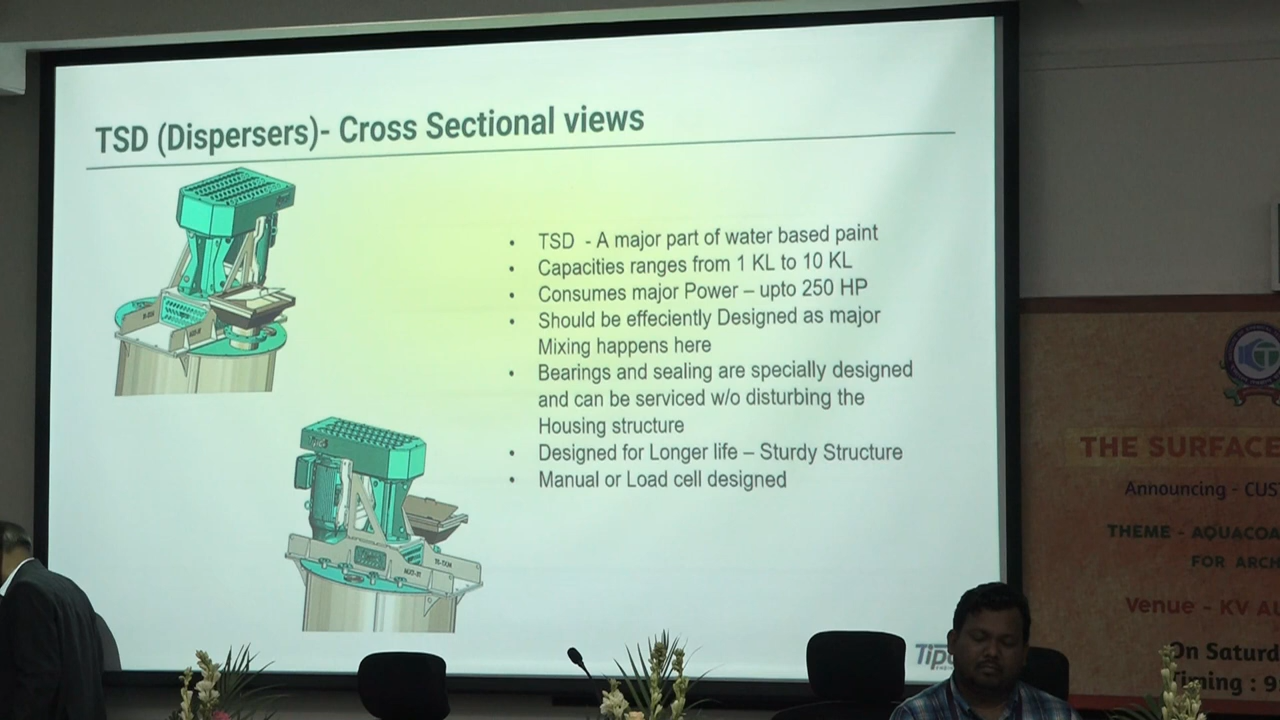 TSD (Dispersers)- Cross Sectional views
• TSD - A major part of water based paint
• Capacities ranges from 1 KL to 10 KL
• Consumes major Power – upto 250 HP
• Should be effeciently Designed as major
Mixing happens here
• Bearings and sealing are specially designed
and can be serviced w/o disturbing the
Housing structure
• Designed for Longer life – Sturdy Structure
• Manual or Load cell designed
THE SURFACE
Announcing - CUS
THEME - AQUACOA
FOR ARCH
Venue - KV A
On Saturd
Timing : 9